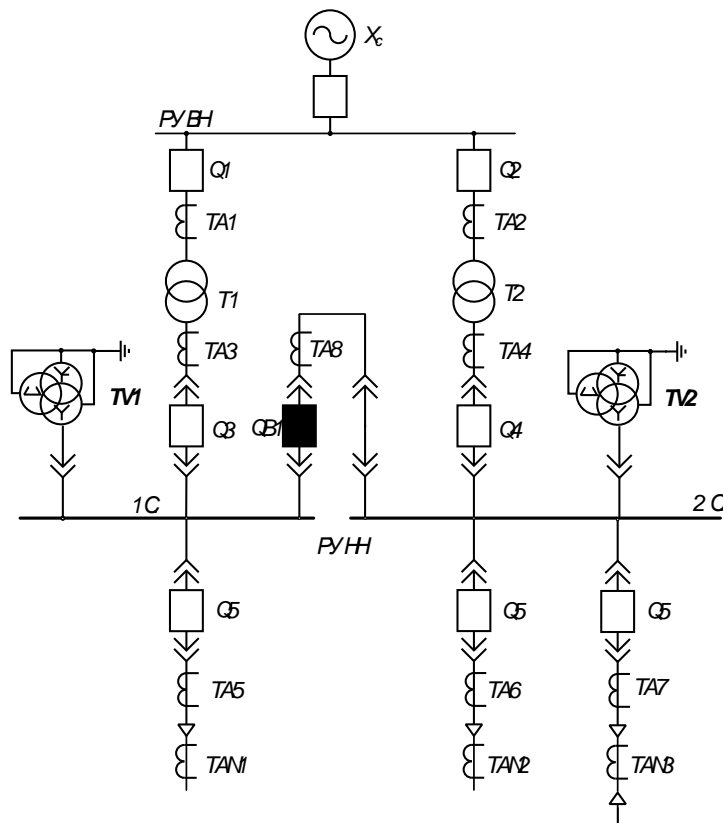 Xc
РУВН
Q1
Q2
TA1
TA2
T1
T2
TA3
TA8
TA4
TV1
TV2
Q3
QB1
Q4
1С
2С
РУНН
Q5
Q5
Q5
TA5
TA6
TA7
TAN1
TAN2
TAN3